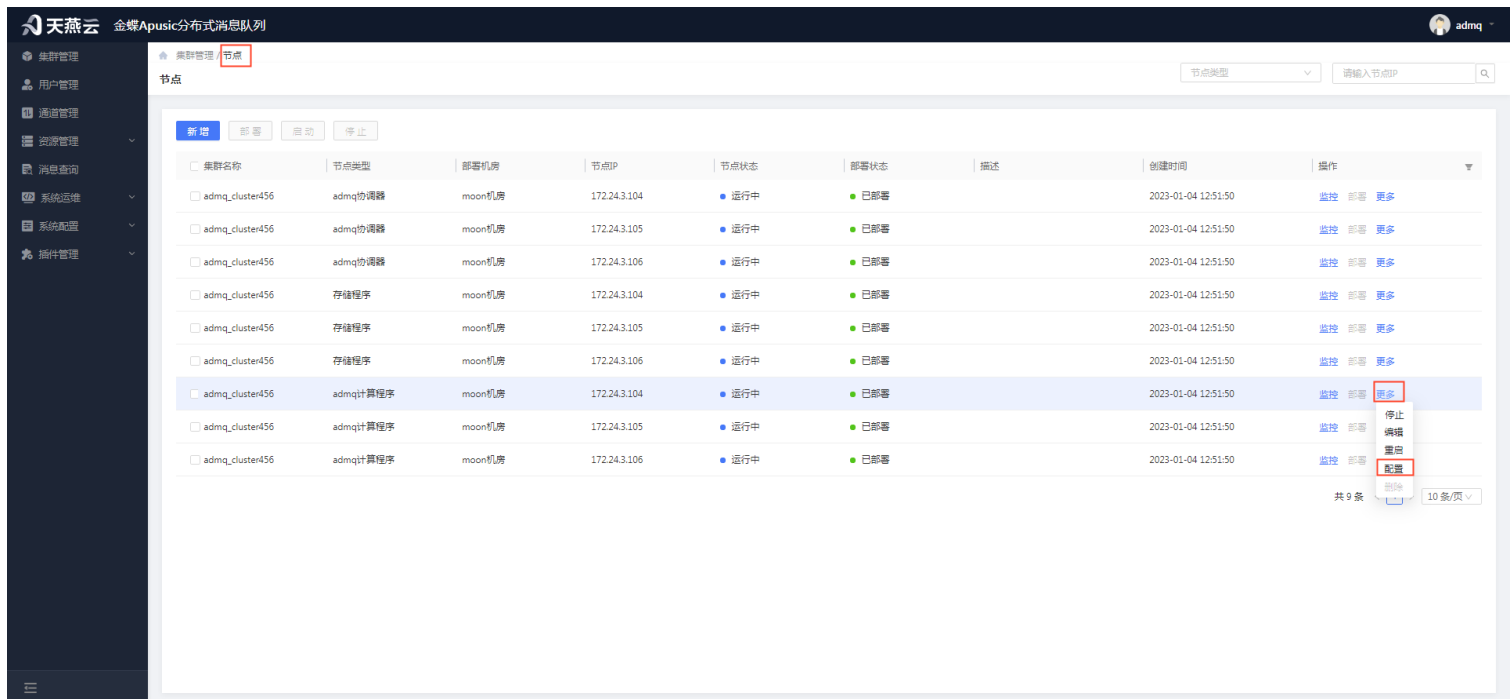 天燕云 金蝶Apusic分布式消息队列 admq
集群管理
用户管理
通道管理
资源管理
消息查询
系统运维
系统配置
插件管理
集群管理 / 节点
节点
节点类型 请输入节点IP
新增 部署 启动 停止
集群名称 节点类型 部署机房 节点IP 节点状态 部署状态 描述 创建时间 操作
admq_cluster456 admq协调器 moon机房 172.24.3.104 运行中 已部署 2023-01-04 12:51:50 监控 部署 更多
admq_cluster456 admq协调器 moon机房 172.24.3.105 运行中 已部署 2023-01-04 12:51:50 监控 部署 更多
admq_cluster456 admq协调器 moon机房 172.24.3.106 运行中 已部署 2023-01-04 12:51:50 监控 部署 更多
admq_cluster456 存储程序 moon机房 172.24.3.104 运行中 已部署 2023-01-04 12:51:50 监控 部署 更多
admq_cluster456 存储程序 moon机房 172.24.3.105 运行中 已部署 2023-01-04 12:51:50 监控 部署 更多
admq_cluster456 存储程序 moon机房 172.24.3.106 运行中 已部署 2023-01-04 12:51:50 监控 部署 更多
admq_cluster456 admq计算程序 moon机房 172.24.3.104 运行中 已部署 2023-01-04 12:51:50 监控 部署 更多
admq_cluster456 admq计算程序 moon机房 172.24.3.105 运行中 已部署 2023-01-04 12:51:50 监控 部署
admq_cluster456 admq计算程序 moon机房 172.24.3.106 运行中 已部署 2023-01-04 12:51:50 监控 部署
停止
编辑
重启
配置
删除
共 9 条 10 条/页